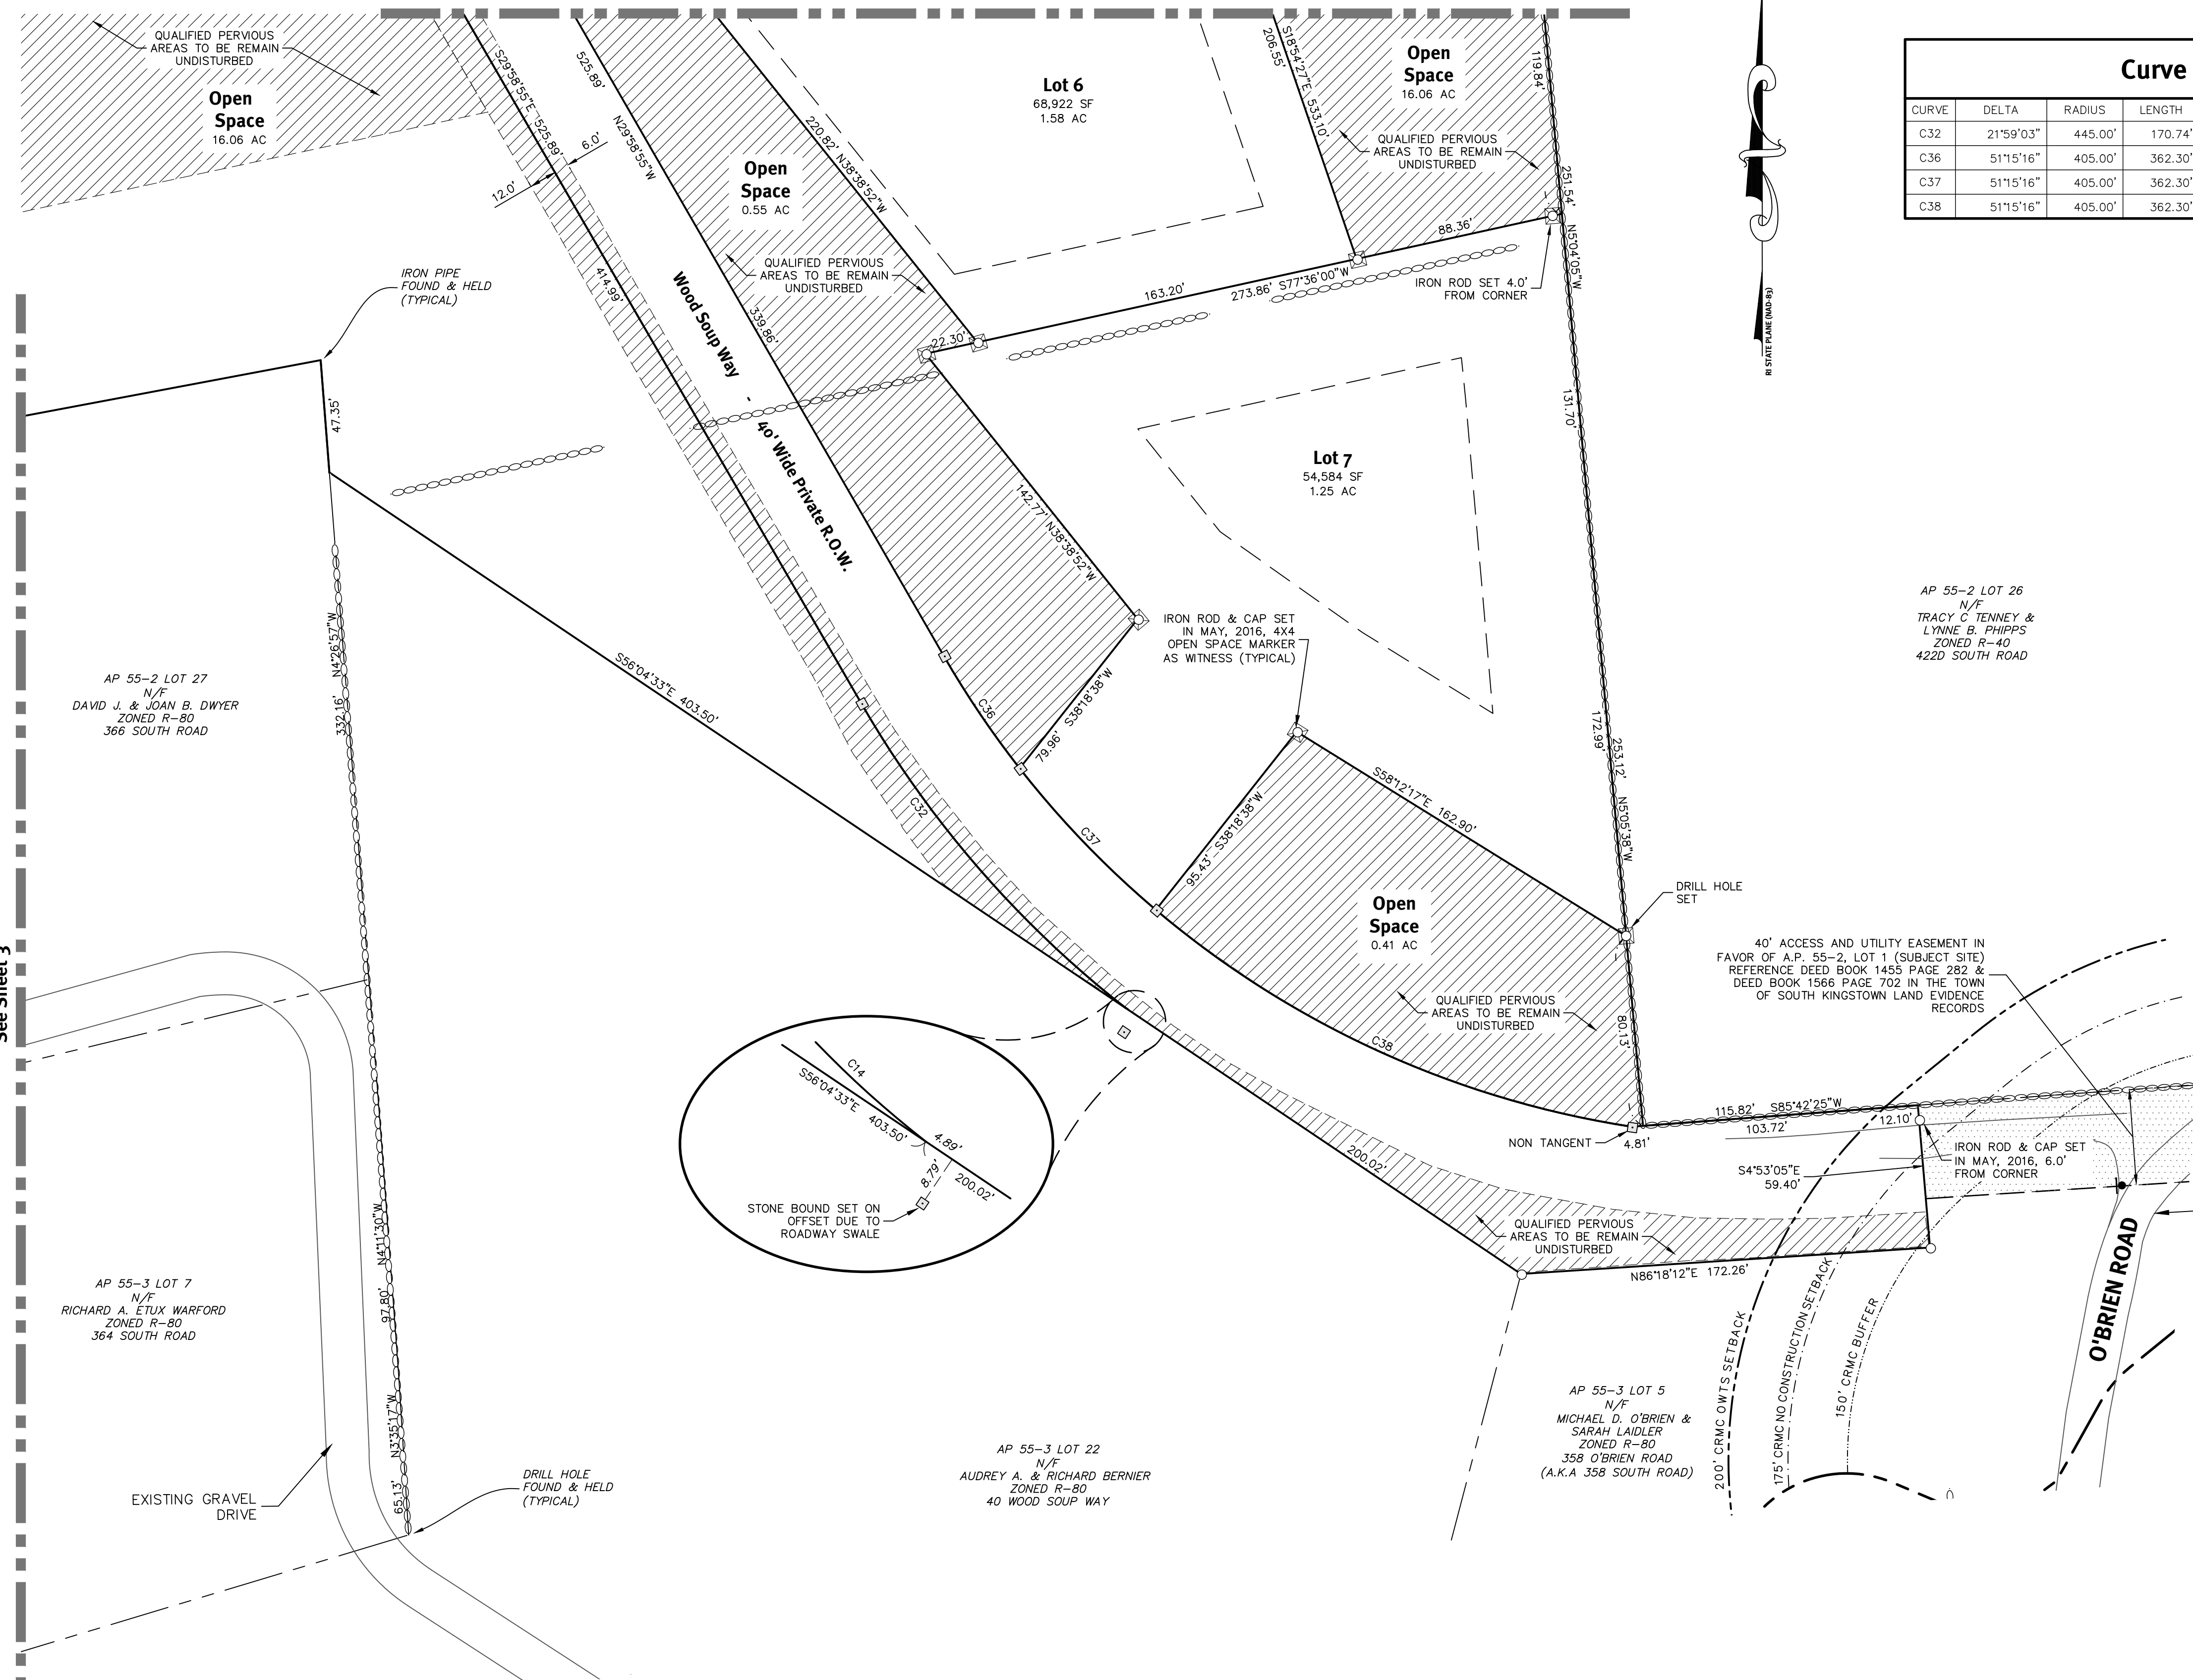 QUALIFIED PERVIOUS
AREAS TO BE REMAIN
UNDISTURBED
Open
Space
16.06 AC
S29°58'55"E 525.89'
525.89'
N29°58'55"W
6.0'
12.0'
Open
Space
0.55 AC
QUALIFIED PERVIOUS
AREAS TO BE REMAIN
UNDISTURBED
220.82' N38°38'52"W
Lot 6
68,922 SF
1.58 AC
206.55'
S18°54'27"E 533.10'
Open
Space
16.06 AC
QUALIFIED PERVIOUS
AREAS TO BE REMAIN
UNDISTURBED
119.84'
251.54' N5°04'05"W
88.36'
IRON ROD SET 4.0'
FROM CORNER
163.20'
273.86' S77°36'00"W
22.30'
RI STATE PLANE (NAD-83)
Curve
CURVE DELTA RADIUS LENGTH
C32 21°59'03" 445.00' 170.74'
C36 51°15'16" 405.00' 362.30'
C37 51°15'16" 405.00' 362.30'
C38 51°15'16" 405.00' 362.30'
IRON PIPE
FOUND & HELD
(TYPICAL)
47.35'
414.99'
339.86'
Wood Soup Way - 40' Wide Private R.O.W.
142.77' N38°38'52"W
131.70'
Lot 7
54,584 SF
1.25 AC
IRON ROD & CAP SET
IN MAY, 2016, 4X4
OPEN SPACE MARKER
AS WITNESS (TYPICAL)
AP 55-2 LOT 26
N/F
TRACY C TENNEY &
LYNNE B. PHIPPS
ZONED R-40
422D SOUTH ROAD
AP 55-2 LOT 27
N/F
DAVID J. & JOAN B. DWYER
ZONED R-80
366 SOUTH ROAD
332.16' N4°26'57"W
S56°04'33"E 403.50'
C36
79.96' S38°18'38"W
C32
C37
95.43' S38°18'38"W
S58°12'17"E 162.90'
172.99'
253.12' N5°05'38"W
DRILL HOLE
SET
Open
Space
0.41 AC
QUALIFIED PERVIOUS
AREAS TO BE REMAIN
UNDISTURBED
80.13'
C38
40' ACCESS AND UTILITY EASEMENT IN
FAVOR OF A.P. 55-2, LOT 1 (SUBJECT SITE)
REFERENCE DEED BOOK 1455 PAGE 282 &
DEED BOOK 1566 PAGE 702 IN THE TOWN
OF SOUTH KINGSTOWN LAND EVIDENCE
RECORDS
See Sheet 3
C14
S56°04'33"E
403.50'
4.89'
8.79'
200.02'
STONE BOUND SET ON
OFFSET DUE TO
ROADWAY SWALE
NON TANGENT
4.81'
115.82' S85°42'25"W
103.72'
12.10'
IRON ROD & CAP SET
IN MAY, 2016, 6.0'
FROM CORNER
S4°53'05"E
59.40'
200.02'
QUALIFIED PERVIOUS
AREAS TO BE REMAIN
UNDISTURBED
N86°18'12"E 172.26'
O'BRIEN ROAD
200' CRMC OWTS SETBACK
175' CRMC NO CONSTRUCTION SETBACK
150' CRMC BUFFER
AP 55-3 LOT 7
N/F
RICHARD A. ETUX WARFORD
ZONED R-80
364 SOUTH ROAD
97.80' N4°11'30"W
65.13' N3°35'17"W
EXISTING GRAVEL
DRIVE
DRILL HOLE
FOUND & HELD
(TYPICAL)
AP 55-3 LOT 22
N/F
AUDREY A. & RICHARD BERNIER
ZONED R-80
40 WOOD SOUP WAY
AP 55-3 LOT 5
N/F
MICHAEL D. O'BRIEN &
SARAH LAIDLER
ZONED R-80
358 O'BRIEN ROAD
(A.K.A 358 SOUTH ROAD)